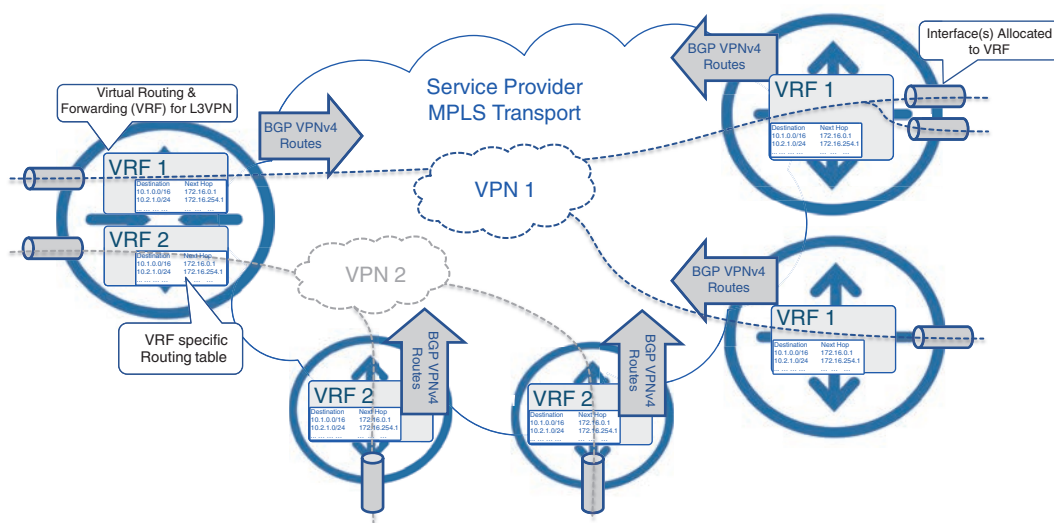 BGP VPNv4
Routes
Interface(s) Allocated
to VRF
Service Provider
MPLS Transport
Virtual Routing &
Forwarding (VRF) for L3VPN
BGP VPNv4
Routes
VRF 1
Destination Next Hop
10.1.0.0/16 172.16.0.1
10.2.1.0/24 172.16.254.1
... ... ... ... ... ... ...
VRF 1
Destination Next Hop
10.1.0.0/16 172.16.0.1
10.2.1.0/24 172.16.254.1
... ... ... ... ... ... ...
VPN 1
VRF 2
Destination Next Hop
10.1.0.0/16 172.16.0.1
10.2.1.0/24 172.16.254.1
... ... ... ... ... ... ...
VPN 2
BGP VPNv4
Routes
VRF 1
Destination Next Hop
10.1.0.0/16 172.16.0.1
10.2.1.0/24 172.16.254.1
... ... ... ... ... ... ...
VRF specific
Routing table
BGP VPNv4
Routes
BGP VPNv4
Routes
VRF 2
Destination Next Hop
10.1.0.0/16 172.16.0.1
10.2.1.0/24 172.16.254.1
... ... ... ... ... ... ...
VRF 2
Destination Next Hop
10.1.0.0/16 172.16.0.1
10.2.1.0/24 172.16.254.1
... ... ... ... ... ... ...